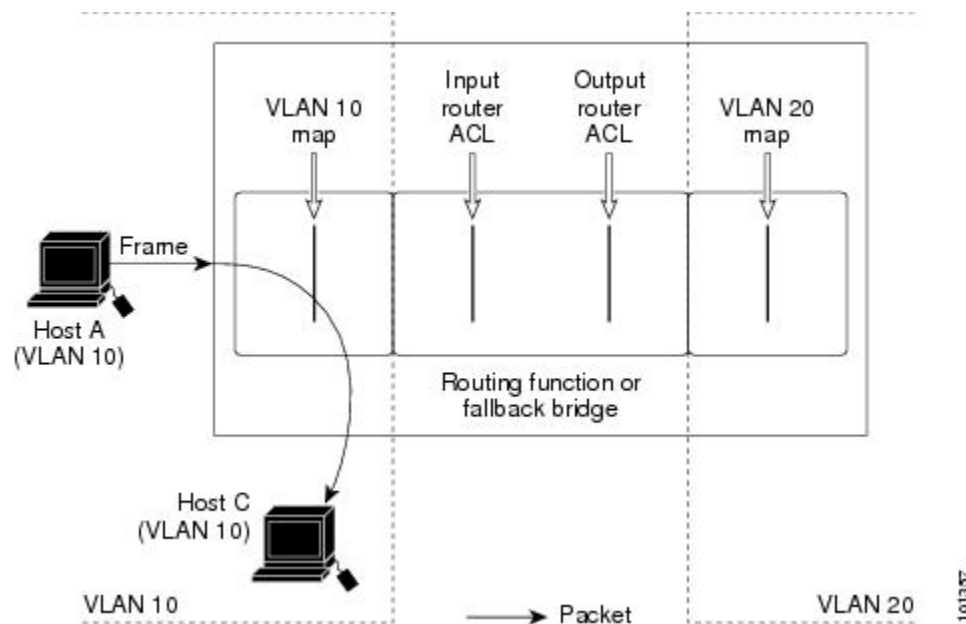 VLAN 10
map
Input
router
ACL
Output
router
ACL
VLAN 20
map
Frame
Host A
(VLAN 10)
Routing function or
fallback bridge
Host C
(VLAN 10)
VLAN 10
Packet
VLAN 20
101357